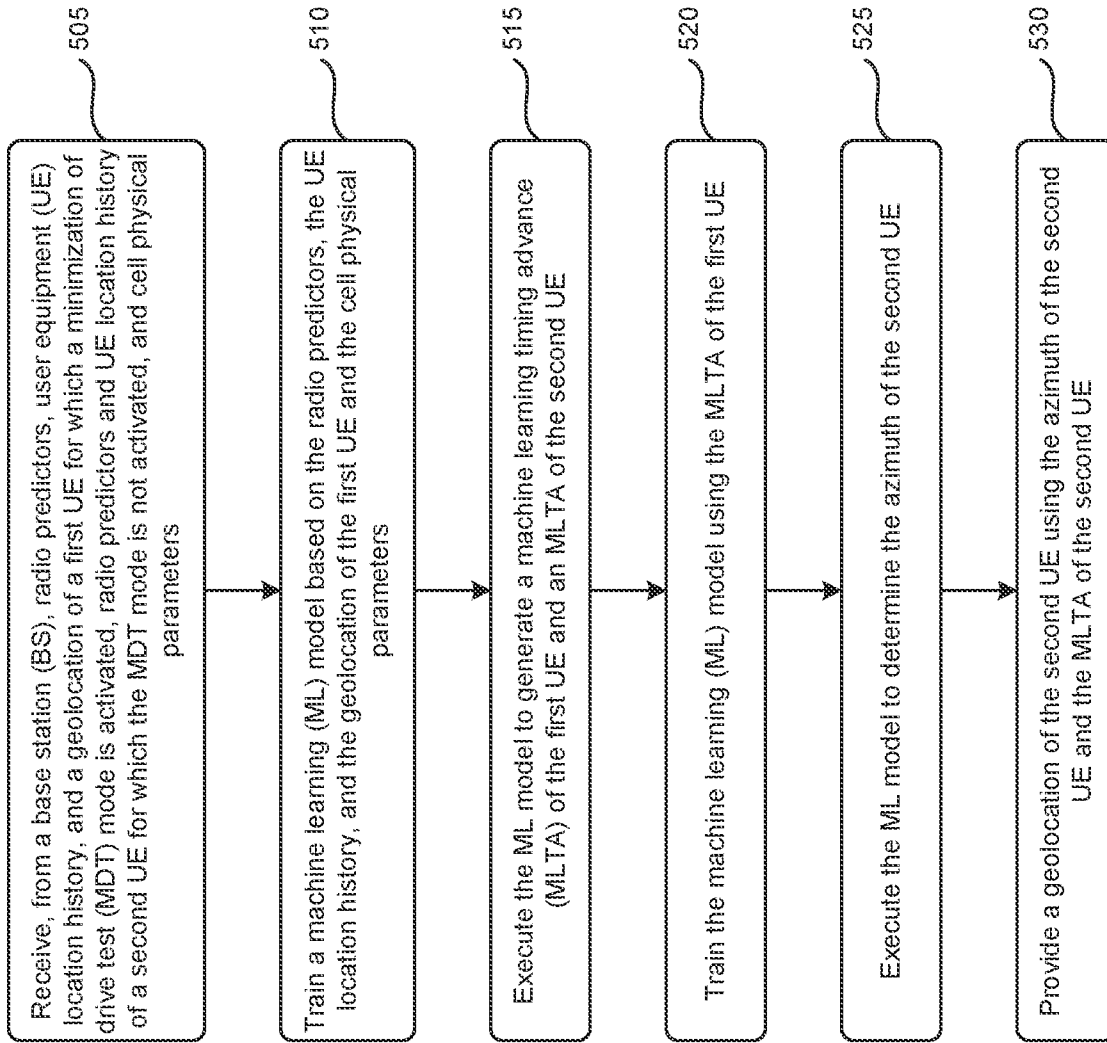 Receive, from a base station (BS), radio predictors, user equipment (UE)
location history, and a geolocation of a first UE for which a minimization of
drive test (MDT) mode is activated, radio predictors and UE location history
of a second UE for which the MDT mode is not activated, and cell physical
parameters
505
Train a machine learning (ML) model based on the radio predictors, the UE
location history, and the geolocation of the first UE and the cell physical
parameters
510
Execute the ML model to generate a machine learning timing advance
(MLTA) of the first UE and an MLTA of the second UE
515
Train the machine learning (ML) model using the MLTA of the first UE
520
Execute the ML model to determine the azimuth of the second UE
525
Provide a geolocation of the second UE using the azimuth of the second
UE and the MLTA of the second UE
530